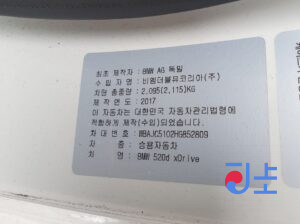 최초 제작자 : BMW AG 독일
수 입 자 명 : 비엠더블유코리아(주)
차량 총중량 : 2,095(2,115)KG
제 작 연 도 : 2017
이 자동차는 대한민국 자동차관리법령에
적합하게 수입되었습니다.
차대 번호 : WBAJC5102HG852809
차 종 : 승용자동차
차 명 : BMW 520d xDrive